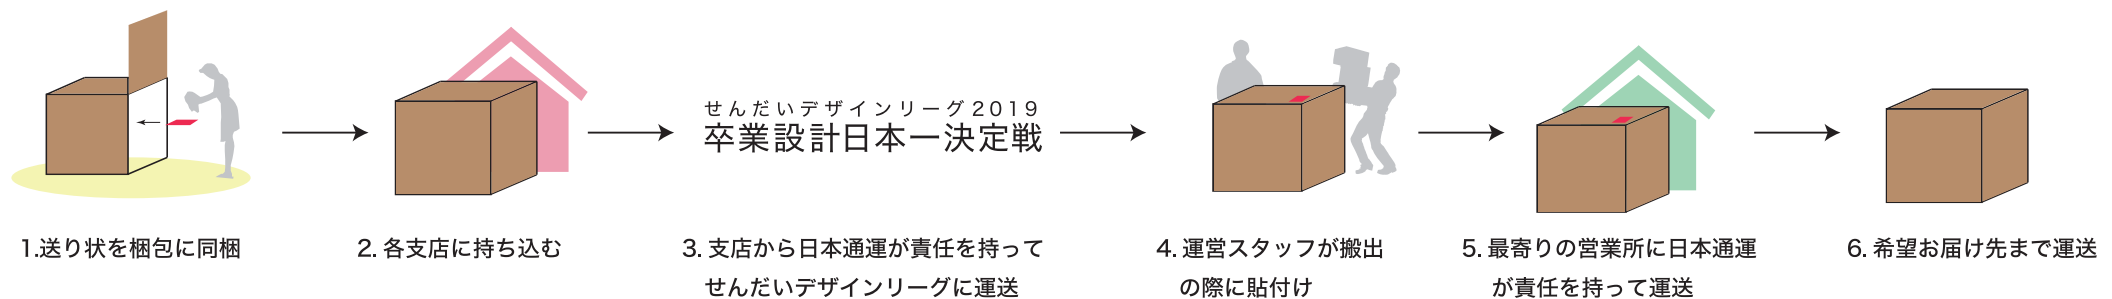 せんだいデザインリーグ2019
卒業設計日本一決定戦
1.送り状を梱包に同梱
2. 各支店に持ち込む
3. 支店から日本通運が責任を持って
せんだいデザインリーグに運送
4. 運営スタッフが搬出
の際に貼付け
5. 最寄りの営業所に日本通運
が責任を持って運送
6. 希望お届け先まで運送